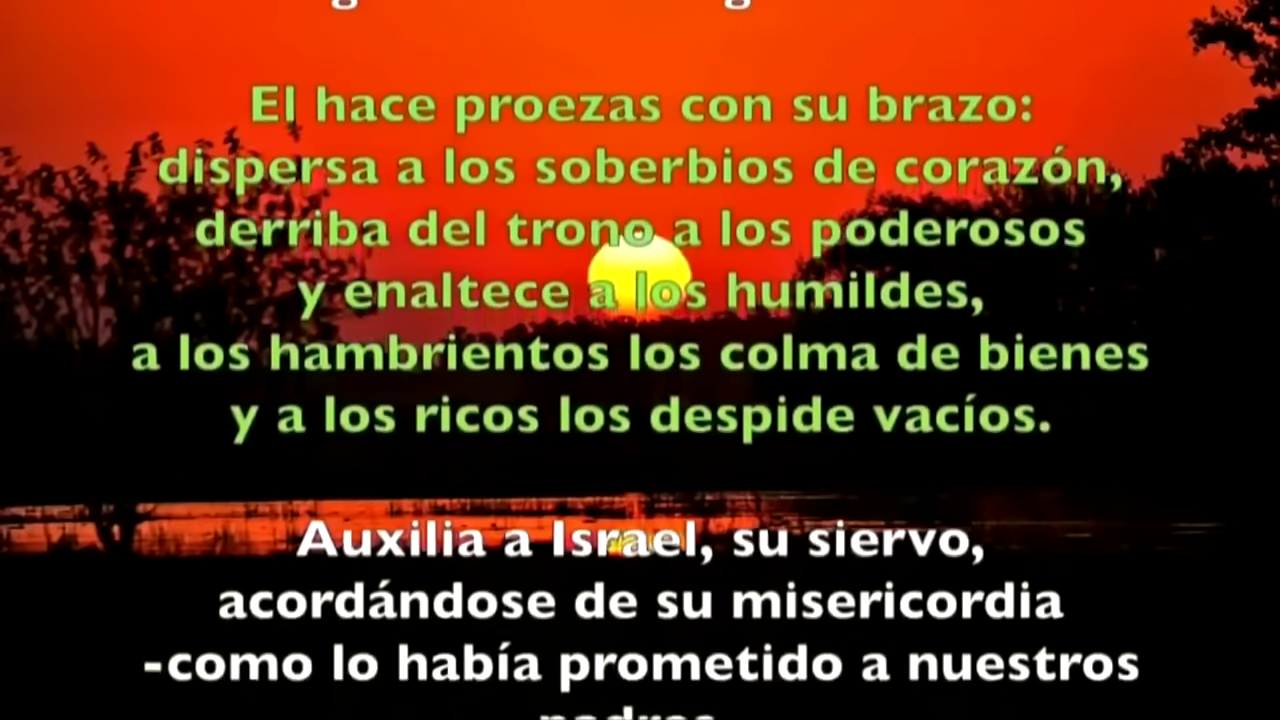 El hace proezas con su brazo:
dispersa a los soberbios de corazón,
derriba del trono a los poderosos
y enaltece a los humildes,
a los hambrientos los colma de bienes
y a los ricos los despide vacíos.
Auxilia a Israel, su siervo,
acordándose de su misericordia
-como lo había prometido a nuestros